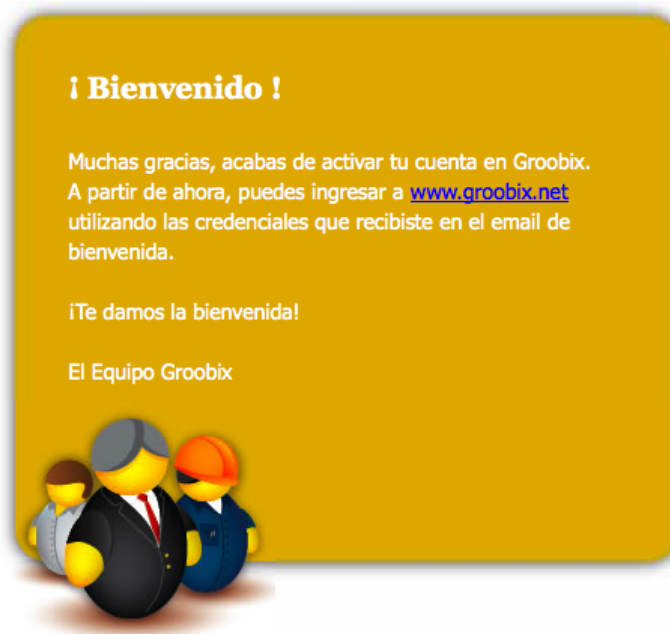 ¡ Bienvenido !
Muchas gracias, acabas de activar tu cuenta en Groobix.
A partir de ahora, puedes ingresar a www.groobix.net
utilizando las credenciales que recibiste en el email de
bienvenida.
¡Te damos la bienvenida!
El Equipo Groobix